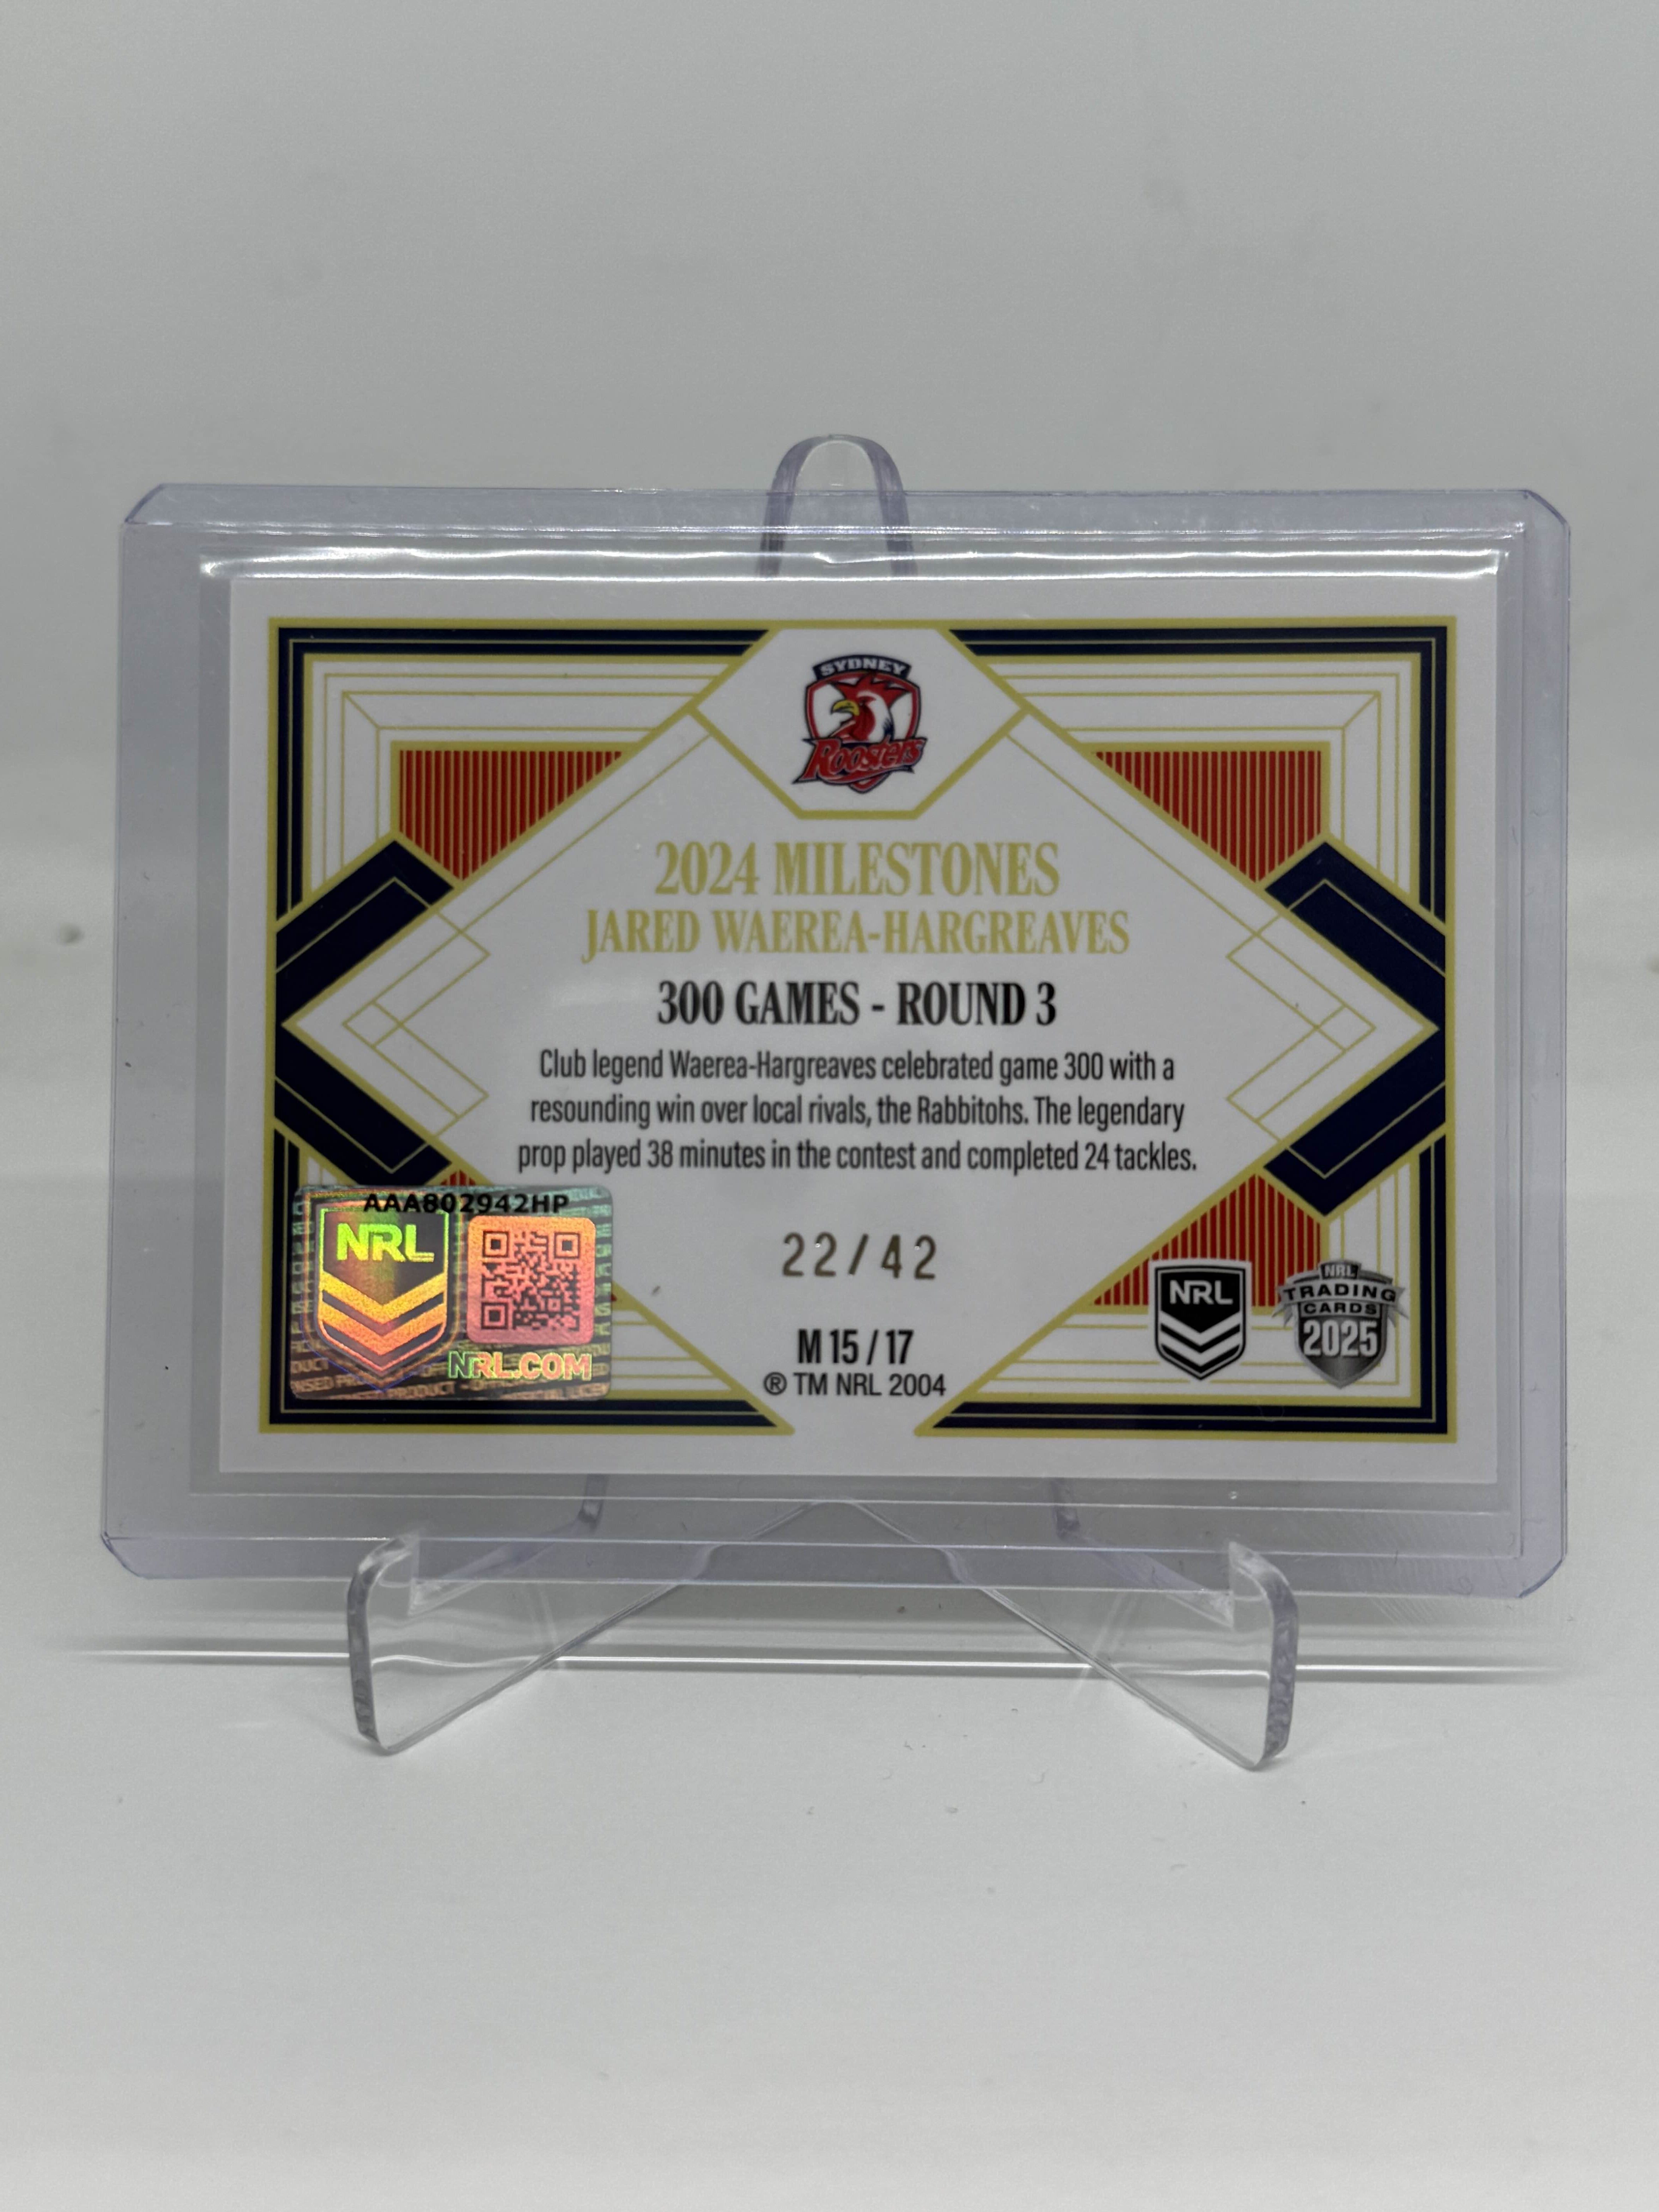 SYDNEY
Roosters
2024 MILESTONES
JARED WAEREA-HARGREAVES
300 GAMES - ROUND 3
Club legend Waerea-Hargreaves celebrated game 300 with a
resounding win over local rivals, the Rabbitohs. The legendary
prop played 38 minutes in the contest and completed 24 tackles.
AAA802942HP
NRL
NRL.COM
22/42
M 15 / 17
® TM NRL 2004
NRL
NRL
TRADING
CARDS
2025